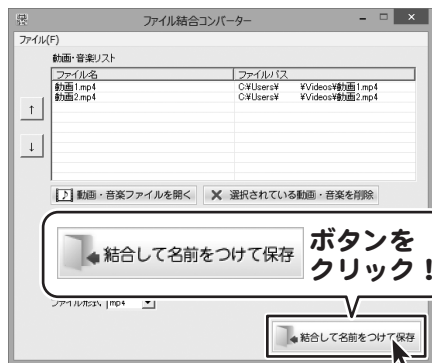 ファイル結合コンバーター
ファイル(F)
動画・音楽リスト
ファイル名 ファイルパス
動画1.mp4 C:¥Users¥ ¥Videos¥動画1.mp4
動画2.mp4 C:¥Users¥ ¥Videos¥動画2.mp4
↑
↓
動画・音楽ファイルを開く
選択されている動画・音楽を削除
結合して名前をつけて保存
ボタンを
クリック！
ファイル形式 mp4
結合して名前をつけて保存